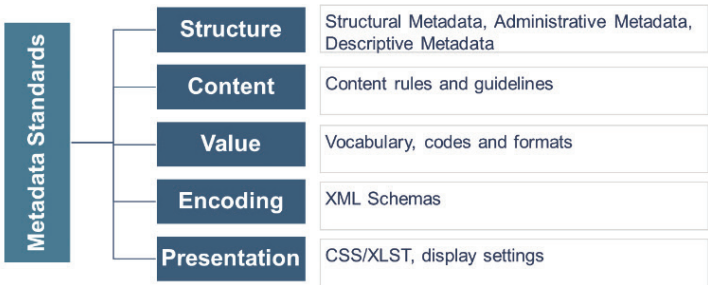 Metadata Standards
Structure
Structural Metadata, Administrative Metadata,
Descriptive Metadata
Content
Content rules and guidelines
Value
Vocabulary, codes and formats
Encoding
XML Schemas
Presentation
CSS/XLST, display settings